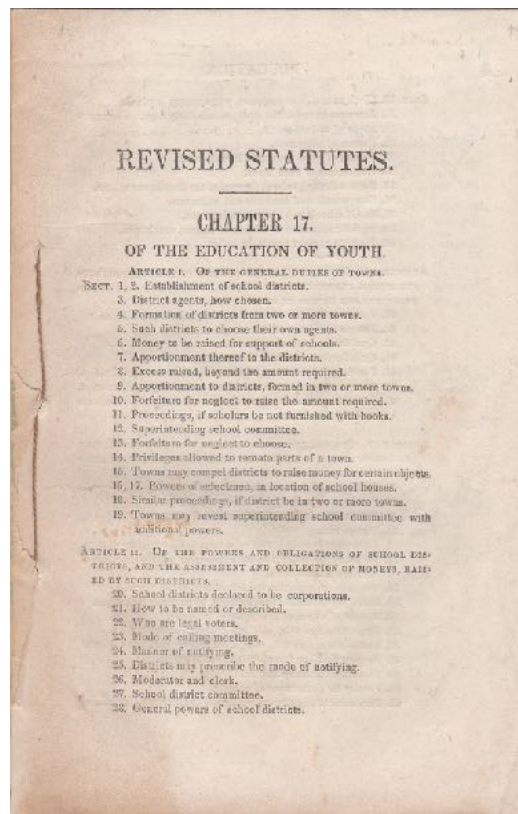 REVISED STATUTES.
CHAPTER 17.
OF THE EDUCATION OF YOUTH.
ARTICLE I. OF THE GENERAL DUTIES OF TOWNS.
SECT. 1, 2. Establishment of school districts.
3. District agents, how chosen.
4. Formation of districts from two or more towns.
5. Such districts to choose their own agents.
6. Money to be raised for support of schools.
7. Apportionment thereof to the districts.
8. Excess raised, beyond the amount required.
9. Apportionment to districts, formed in two or more towns.
10. Forfeiture for neglect to raise the amount required.
11. Proceedings, if scholars be not furnished with books.
12. Superintending school committee.
13. Forfeiture for neglect to choose.
14. Privileges allowed to remote parts of a town.
15. Towns may compel districts to raise money for certain objects.
16, 17. Powers of selectmen, in location of school houses.
18. Similar proceedings, if district be in two or more towns.
19. Towns may invest superintending school committee with
additional powers.
ARTICLE II. OF THE POWERS AND OBLIGATIONS OF SCHOOL DIS-
TRICTS, AND THE ASSESSMENT AND COLLECTION OF MONEYS, RAIS-
ED BY SUCH DISTRICTS.
20. School districts declared to be corporations.
21. How to be named or described.
22. Who are legal voters.
23. Mode of calling meetings.
24. Manner of notifying.
25. Districts may prescribe the mode of notifying.
26. Moderator and clerk.
27. School district committee.
28. General powers of school districts.